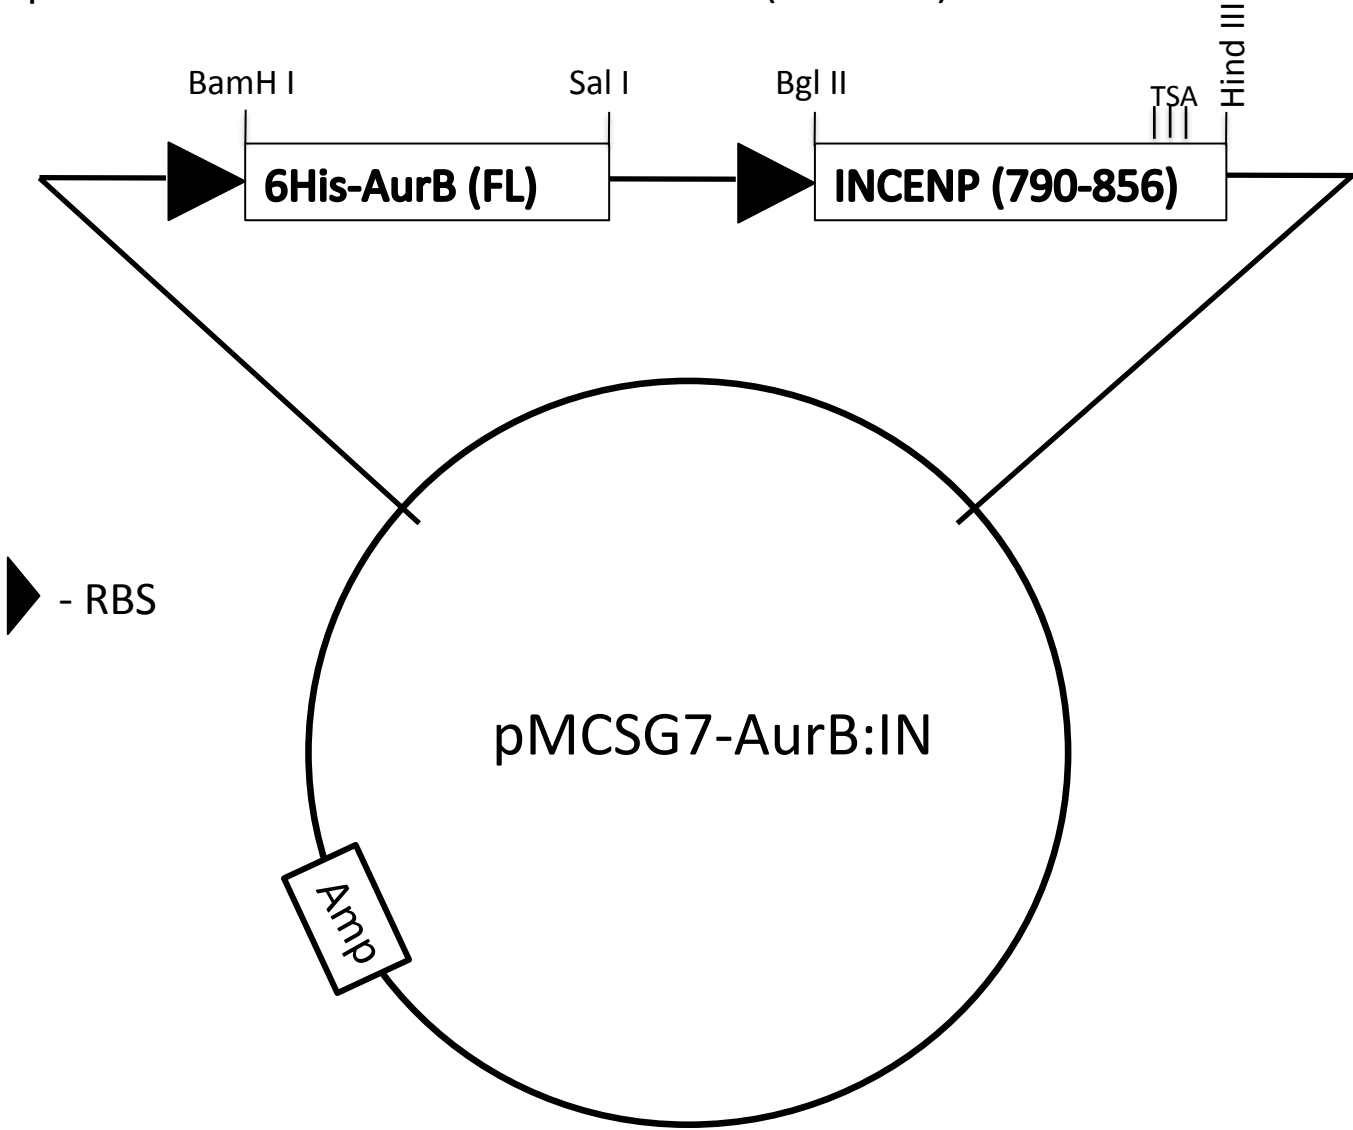 BamH I
Sal I
Bgl II
TSA
Hind III
6His-AurB (FL)
INCENP (790-856)
- RBS
pMCSG7-AurB:IN
Amp